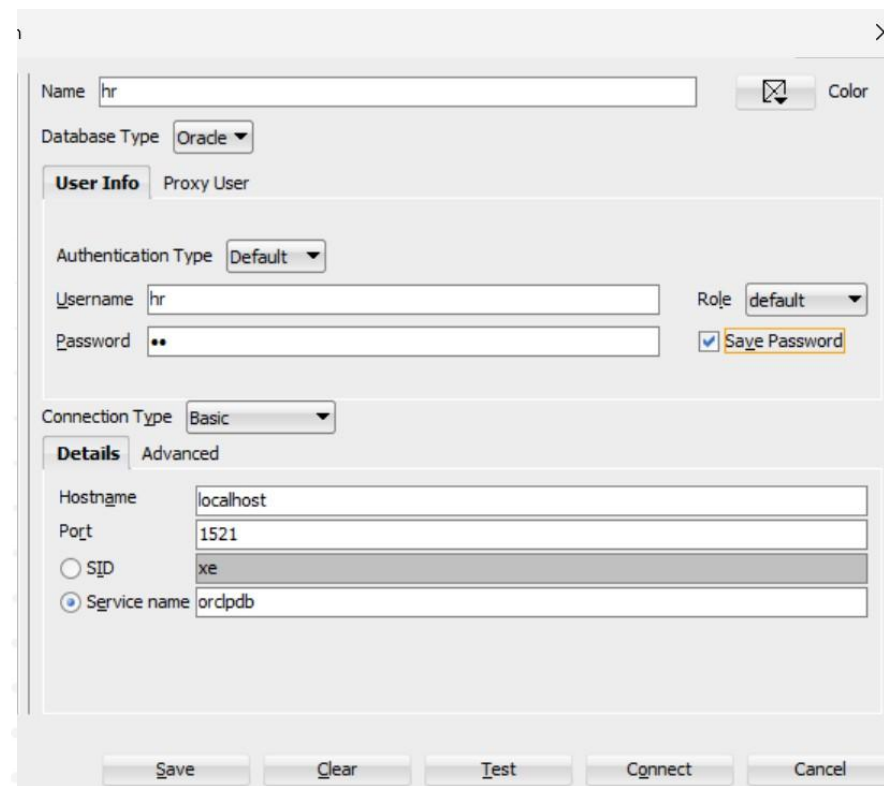 Name hr Color
Database Type Oracle
User Info Proxy User
Authentication Type Default
Username hr Role default
Password •• Save Password
Connection Type Basic
Details Advanced
Hostname localhost
Port 1521
SID xe
Service name orclpdb
Save Clear Test Connect Cancel